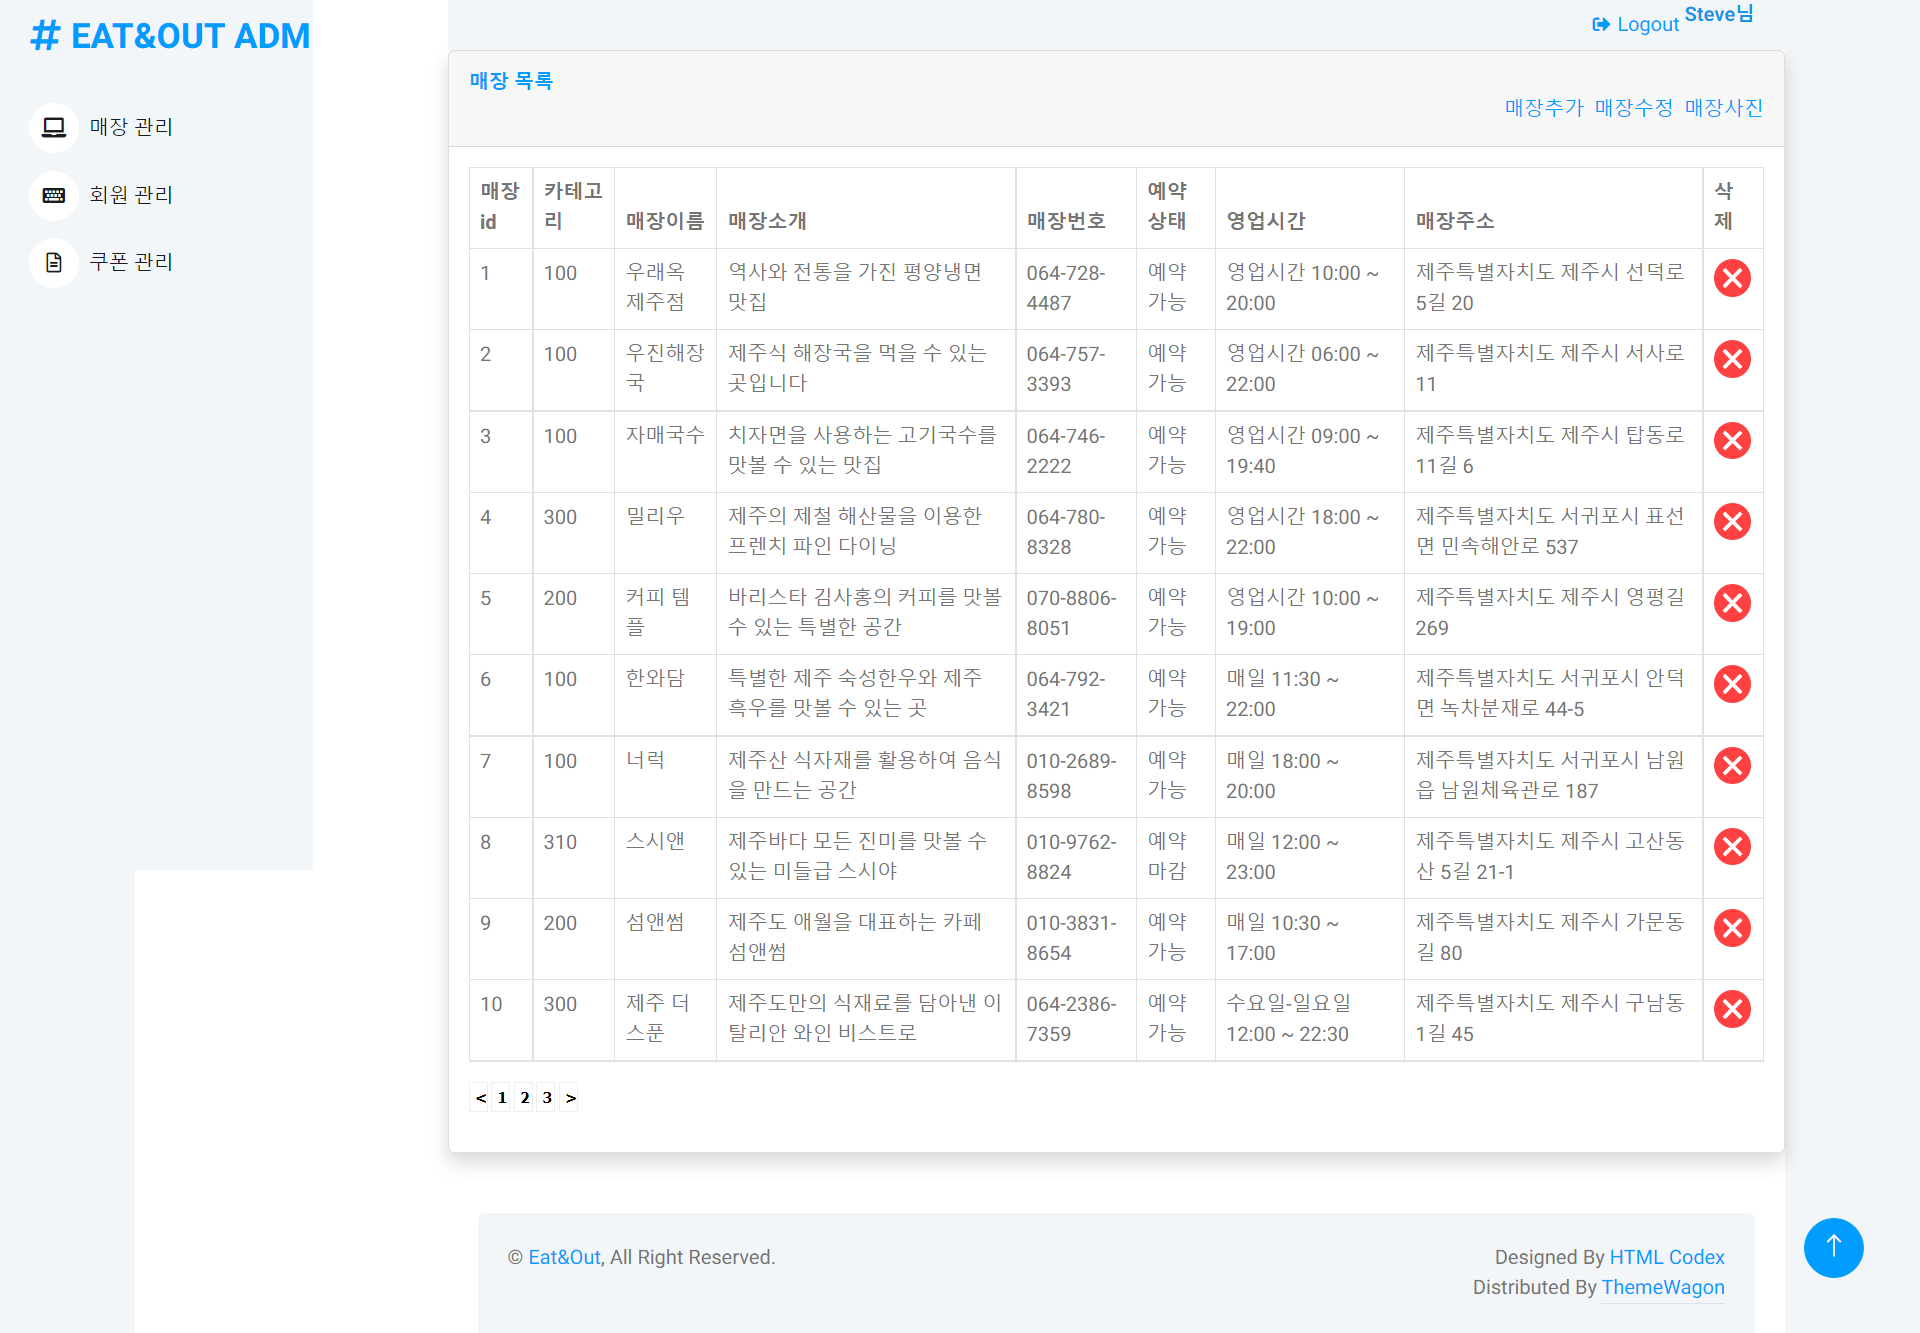 # EAT&OUT ADM
Logout Steve님
매장 관리
회원 관리
쿠폰 관리
매장 목록
매장추가 매장수정 매장사진
매장 id 카테고리 매장이름 매장소개 매장번호 예약상태 영업시간 매장주소 삭제
1 100 우래옥 제주점 역사와 전통을 가진 평양냉면 맛집 064-728-4487 예약가능 영업시간 10:00 ~ 20:00 제주특별자치도 제주시 선덕로5길 20
2 100 우진해장국 제주식 해장국을 먹을 수 있는 곳입니다 064-757-3393 예약가능 영업시간 06:00 ~ 22:00 제주특별자치도 제주시 서사로 11
3 100 자매국수 치자면을 사용하는 고기국수를 맛볼 수 있는 맛집 064-746-2222 예약가능 영업시간 09:00 ~ 19:40 제주특별자치도 제주시 탑동로 11길 6
4 300 밀리우 제주의 제철 해산물을 이용한 프렌치 파인 다이닝 064-780-8328 예약가능 영업시간 18:00 ~ 22:00 제주특별자치도 서귀포시 표선면 민속해안로 537
5 200 커피 템플 바리스타 김사홍의 커피를 맛볼 수 있는 특별한 공간 070-8806-8051 예약가능 영업시간 10:00 ~ 19:00 제주특별자치도 제주시 영평길 269
6 100 한와담 특별한 제주 숙성한우와 제주 흑우를 맛볼 수 있는 곳 064-792-3421 예약가능 매일 11:30 ~ 22:00 제주특별자치도 서귀포시 안덕면 녹차분재로 44-5
7 100 너럭 제주산 식자재를 활용하여 음식을 만드는 공간 010-2689-8598 예약가능 매일 18:00 ~ 20:00 제주특별자치도 서귀포시 남원읍 남원체육관로 187
8 310 스시앤 제주바다 모든 진미를 맛볼 수 있는 미들급 스시야 010-9762-8824 예약마감 매일 12:00 ~ 23:00 제주특별자치도 제주시 고산동산 5길 21-1
9 200 섬앤썸 제주도 애월을 대표하는 카페 섬앤썸 010-3831-8654 예약가능 매일 10:30 ~ 17:00 제주특별자치도 제주시 가문동길 80
10 300 제주 더 스푼 제주도만의 식재료를 담아낸 이탈리안 와인 비스트로 064-2386-7359 예약가능 수요일-일요일 12:00 ~ 22:30 제주특별자치도 제주시 구남동1길 45
< 1 2 3 >
© Eat&Out, All Right Reserved.
Designed By HTML Codex
Distributed By ThemeWagon